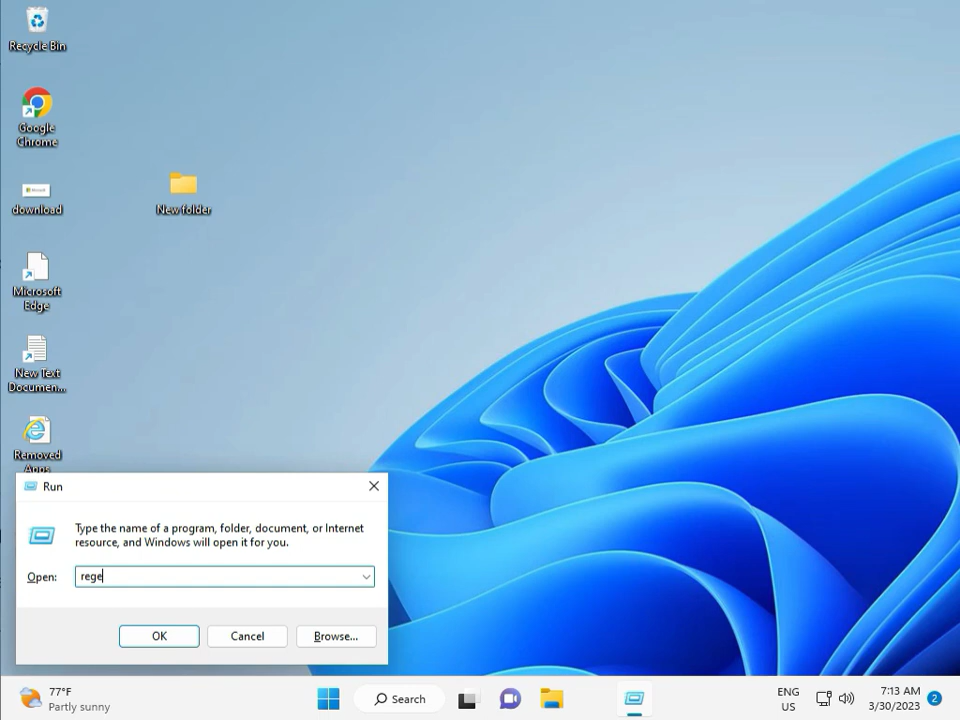 Recycle Bin
Google
Chrome
download
New folder
Microsoft
Edge
New Text
Documen...
Removed
Apps
Run
Type the name of a program, folder, document, or Internet
resource, and Windows will open it for you.
Open:
rege
OK
Cancel
Browse...
77°F
Partly sunny
Search
ENG
US
7:13 AM
3/30/2023
2